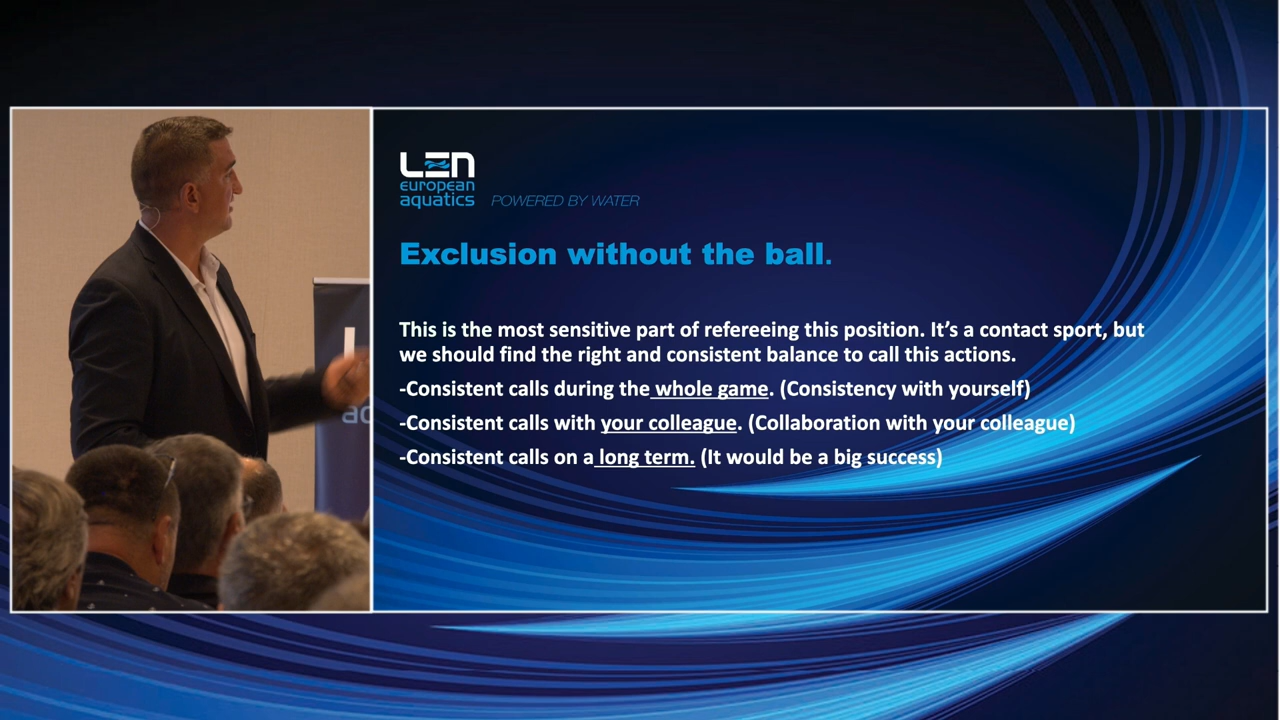 LEN
european
aquatics POWERED BY WATER
Exclusion without the ball.
This is the most sensitive part of refereeing this position. It's a contact sport, but
we should find the right and consistent balance to call this actions.
-Consistent calls during the whole game. (Consistency with yourself)
-Consistent calls with your colleague. (Collaboration with your colleague)
-Consistent calls on a long term. (It would be a big success)